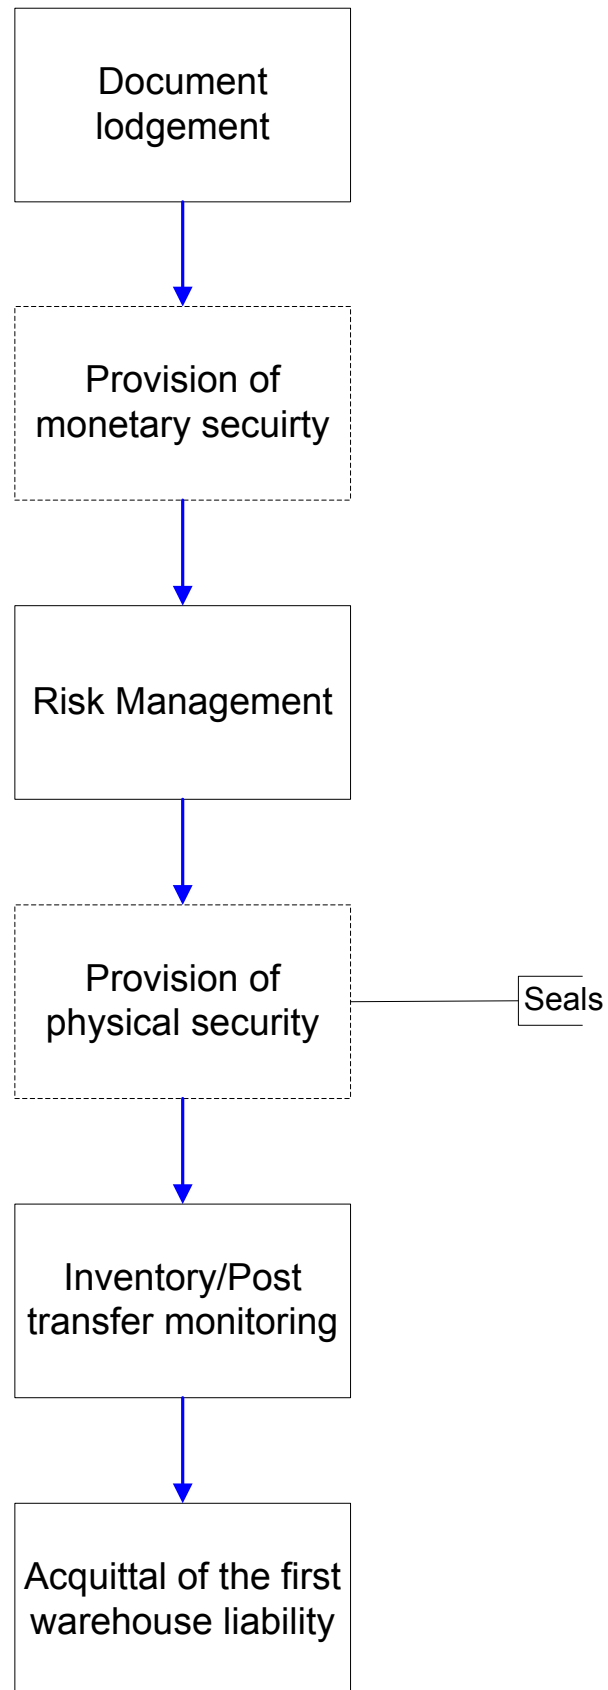 Document
lodgement
Provision of
monetary secuirty
Risk Management
Provision of
physical security
Seals
Inventory/Post
transfer monitoring
Acquittal of the first
warehouse liability